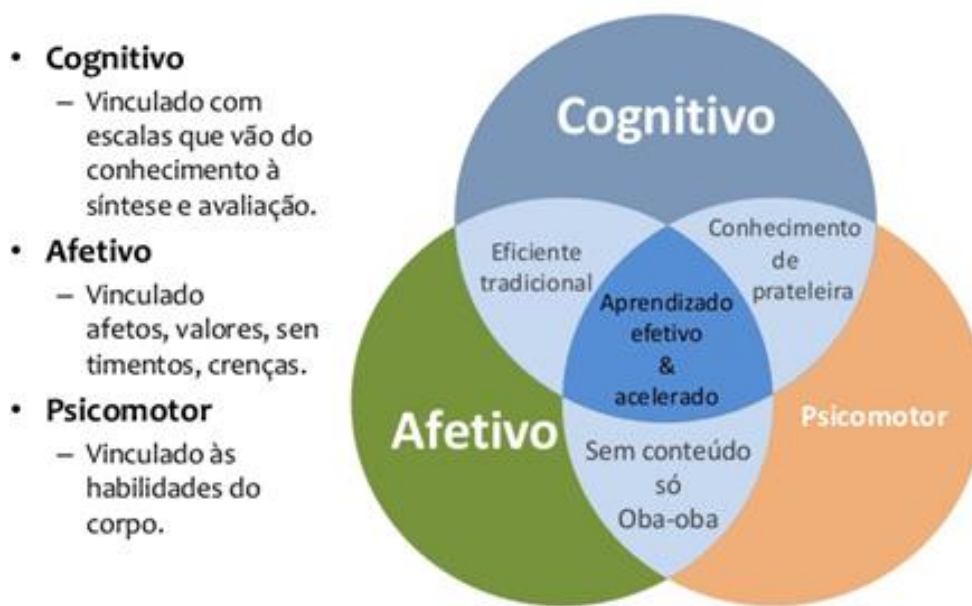 • Cognitivo
– Vinculado com
escalas que vão do
conhecimento à
síntese e avaliação.
• Afetivo
– Vinculado
afetos, valores, sen
timentos, crenças.
• Psicomotor
– Vinculado às
habilidades do
corpo.
Cognitivo
Eficiente
tradicional
Conhecimento
de
prateleira
Aprendizado
efetivo
&
acelerado
Afetivo
Psicomotor
Sem conteúdo
só
Oba-oba